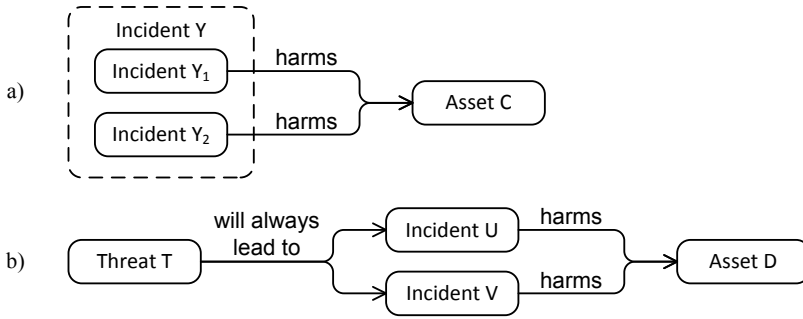 Incident Y
a)
Incident Y₁
harms
Asset C
Incident Y₂
harms
b)
Threat T
will always
lead to
Incident U
harms
Incident V
harms
Asset D